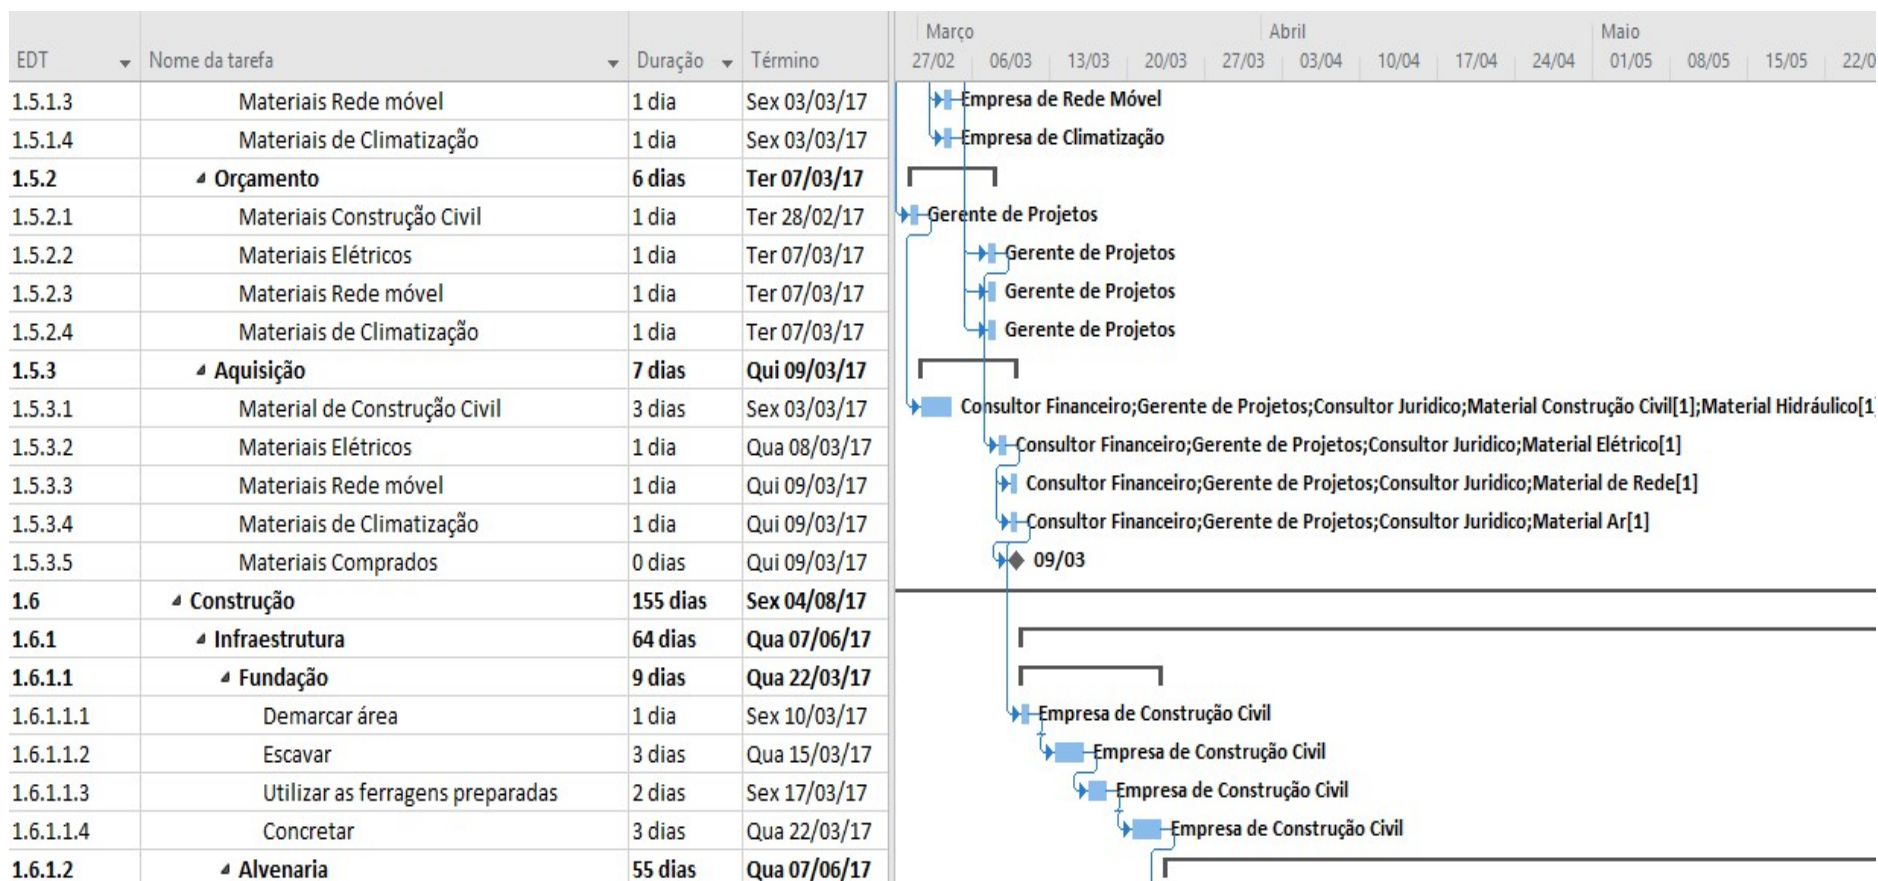 Março Abril Maio
EDT Nome da tarefa Duração Término 27/02 06/03 13/03 20/03 27/03 03/04 10/04 17/04 24/04 01/05 08/05 15/05 22/0
1.5.1.3 Materiais Rede móvel 1 dia Sex 03/03/17 Empresa de Rede Móvel
1.5.1.4 Materiais de Climatização 1 dia Sex 03/03/17 Empresa de Climatização
1.5.2 Orçamento 6 dias Ter 07/03/17
1.5.2.1 Materiais Construção Civil 1 dia Ter 28/02/17 Gerente de Projetos
1.5.2.2 Materiais Elétricos 1 dia Ter 07/03/17 Gerente de Projetos
1.5.2.3 Materiais Rede móvel 1 dia Ter 07/03/17 Gerente de Projetos
1.5.2.4 Materiais de Climatização 1 dia Ter 07/03/17 Gerente de Projetos
1.5.3 Aquisição 7 dias Qui 09/03/17
1.5.3.1 Material de Construção Civil 3 dias Sex 03/03/17 Consultor Financeiro;Gerente de Projetos;Consultor Juridico;Material Construção Civil[1];Material Hidráulico[1
1.5.3.2 Materiais Elétricos 1 dia Qua 08/03/17 Consultor Financeiro;Gerente de Projetos;Consultor Juridico;Material Elétrico[1]
1.5.3.3 Materiais Rede móvel 1 dia Qui 09/03/17 Consultor Financeiro;Gerente de Projetos;Consultor Juridico;Material de Rede[1]
1.5.3.4 Materiais de Climatização 1 dia Qui 09/03/17 Consultor Financeiro;Gerente de Projetos;Consultor Juridico;Material Ar[1]
1.5.3.5 Materiais Comprados 0 dias Qui 09/03/17 09/03
1.6 Construção 155 dias Sex 04/08/17
1.6.1 Infraestrutura 64 dias Qua 07/06/17
1.6.1.1 Fundação 9 dias Qua 22/03/17
1.6.1.1.1 Demarcar área 1 dia Sex 10/03/17 Empresa de Construção Civil
1.6.1.1.2 Escavar 3 dias Qua 15/03/17 Empresa de Construção Civil
1.6.1.1.3 Utilizar as ferragens preparadas 2 dias Sex 17/03/17 Empresa de Construção Civil
1.6.1.1.4 Concretar 3 dias Qua 22/03/17 Empresa de Construção Civil
1.6.1.2 Alvenaria 55 dias Qua 07/06/17